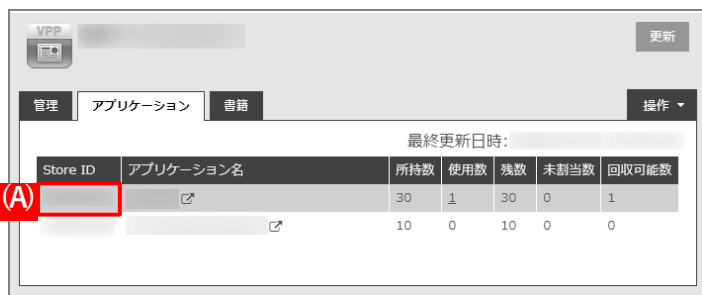 VPP
更新
管理 アプリケーション 書籍 操作
最終更新日時:
Store ID アプリケーション名 所持数 使用数 残数 未割当数 回収可能数
(A) 30 1 30 0 1
10 0 10 0 0